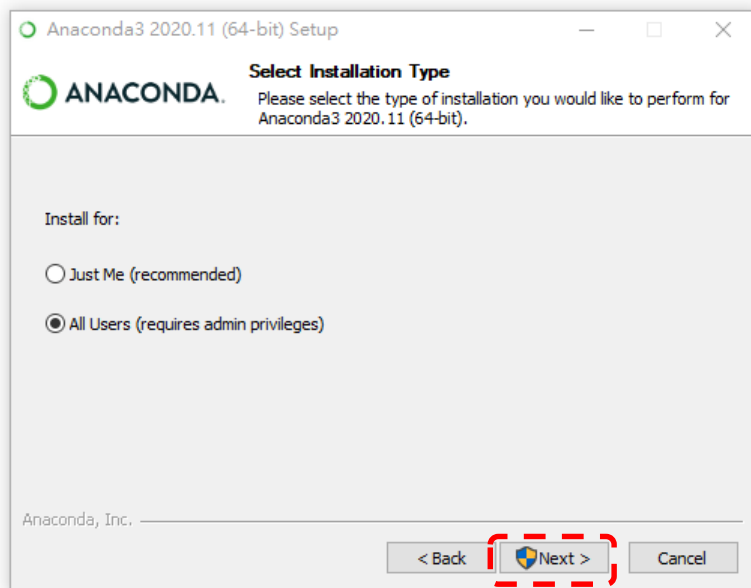 Anaconda3 2020.11 (64-bit) Setup
ANACONDA.
Select Installation Type
Please select the type of installation you would like to perform for
Anaconda3 2020.11 (64-bit).
Install for:
Just Me (recommended)
All Users (requires admin privileges)
Anaconda, Inc.
< Back
Next >
Cancel